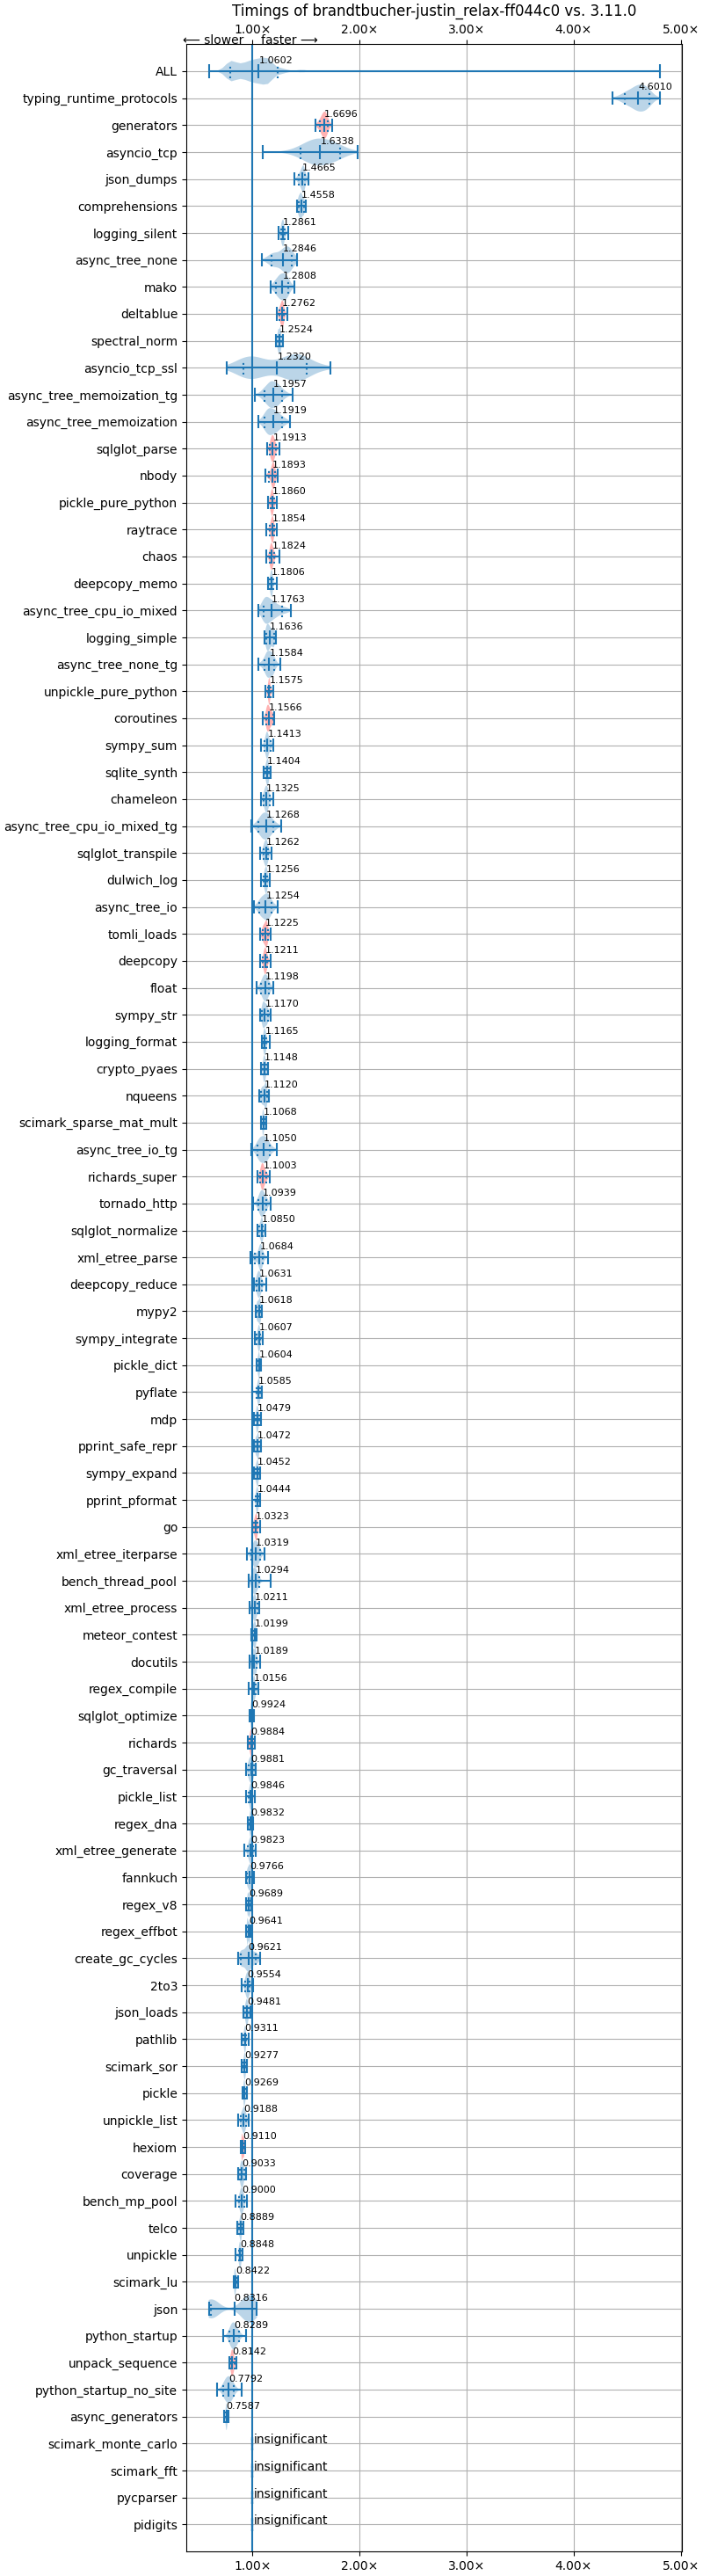 Timings of brandtbucher-justin_relax-ff044c0 vs. 3.11.0
1.00× 2.00× 3.00× 4.00× 5.00×
⟵ slower faster ⟶
ALL 1.0602
typing_runtime_protocols 4.6010
generators 1.6696
asyncio_tcp 1.6338
json_dumps 1.4665
comprehensions 1.4558
logging_silent 1.2861
async_tree_none 1.2846
mako 1.2808
deltablue 1.2762
spectral_norm 1.2524
asyncio_tcp_ssl 1.2320
async_tree_memoization_tg 1.1957
async_tree_memoization 1.1919
sqlglot_parse 1.1913
nbody 1.1893
pickle_pure_python 1.1860
raytrace 1.1854
chaos 1.1824
deepcopy_memo 1.1806
async_tree_cpu_io_mixed 1.1763
logging_simple 1.1636
async_tree_none_tg 1.1584
unpickle_pure_python 1.1575
coroutines 1.1566
sympy_sum 1.1413
sqlite_synth 1.1404
chameleon 1.1325
async_tree_cpu_io_mixed_tg 1.1268
sqlglot_transpile 1.1262
dulwich_log 1.1256
async_tree_io 1.1254
tomli_loads 1.1225
deepcopy 1.1211
float 1.1198
sympy_str 1.1170
logging_format 1.1165
crypto_pyaes 1.1148
nqueens 1.1120
scimark_sparse_mat_mult 1.1068
async_tree_io_tg 1.1050
richards_super 1.1003
tornado_http 1.0939
sqlglot_normalize 1.0850
xml_etree_parse 1.0684
deepcopy_reduce 1.0631
mypy2 1.0618
sympy_integrate 1.0607
pickle_dict 1.0604
pyflate 1.0585
mdp 1.0479
pprint_safe_repr 1.0472
sympy_expand 1.0452
pprint_pformat 1.0444
go 1.0323
xml_etree_iterparse 1.0319
bench_thread_pool 1.0294
xml_etree_process 1.0211
meteor_contest 1.0199
docutils 1.0189
regex_compile 1.0156
sqlglot_optimize 0.9924
richards 0.9884
gc_traversal 0.9881
pickle_list 0.9846
regex_dna 0.9832
xml_etree_generate 0.9823
fannkuch 0.9766
regex_v8 0.9689
regex_effbot 0.9641
create_gc_cycles 0.9621
2to3 0.9554
json_loads 0.9481
pathlib 0.9311
scimark_sor 0.9277
pickle 0.9269
unpickle_list 0.9188
hexiom 0.9110
coverage 0.9033
bench_mp_pool 0.9000
telco 0.8889
unpickle 0.8848
scimark_lu 0.8422
json 0.8316
python_startup 0.8289
unpack_sequence 0.8142
python_startup_no_site 0.7792
async_generators 0.7587
scimark_monte_carlo insignificant
scimark_fft insignificant
pycparser insignificant
pidigits insignificant
1.00× 2.00× 3.00× 4.00× 5.00×